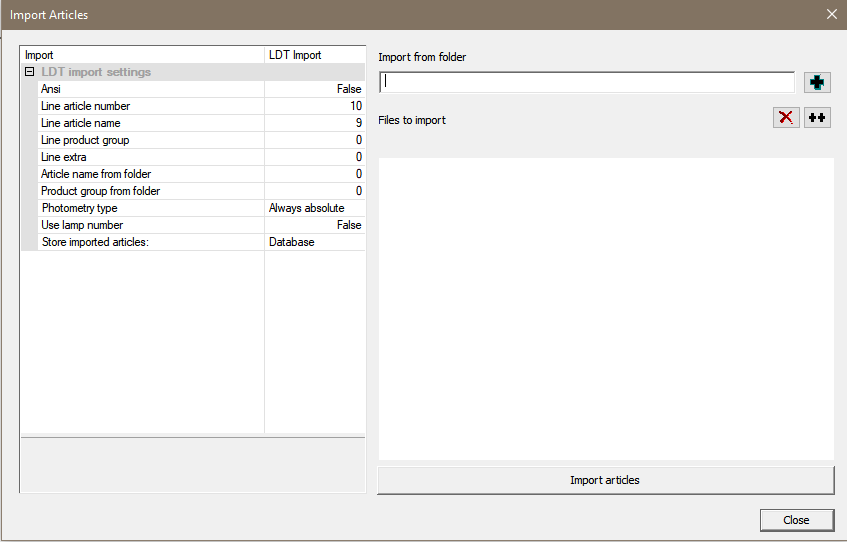 Import Articles
Import LDT Import
LDT import settings
Ansi False
Line article number 10
Line article name 9
Line product group 0
Line extra 0
Article name from folder 0
Product group from folder 0
Photometry type Always absolute
Use lamp number False
Store imported articles: Database
Import from folder
Files to import
Import articles
Close